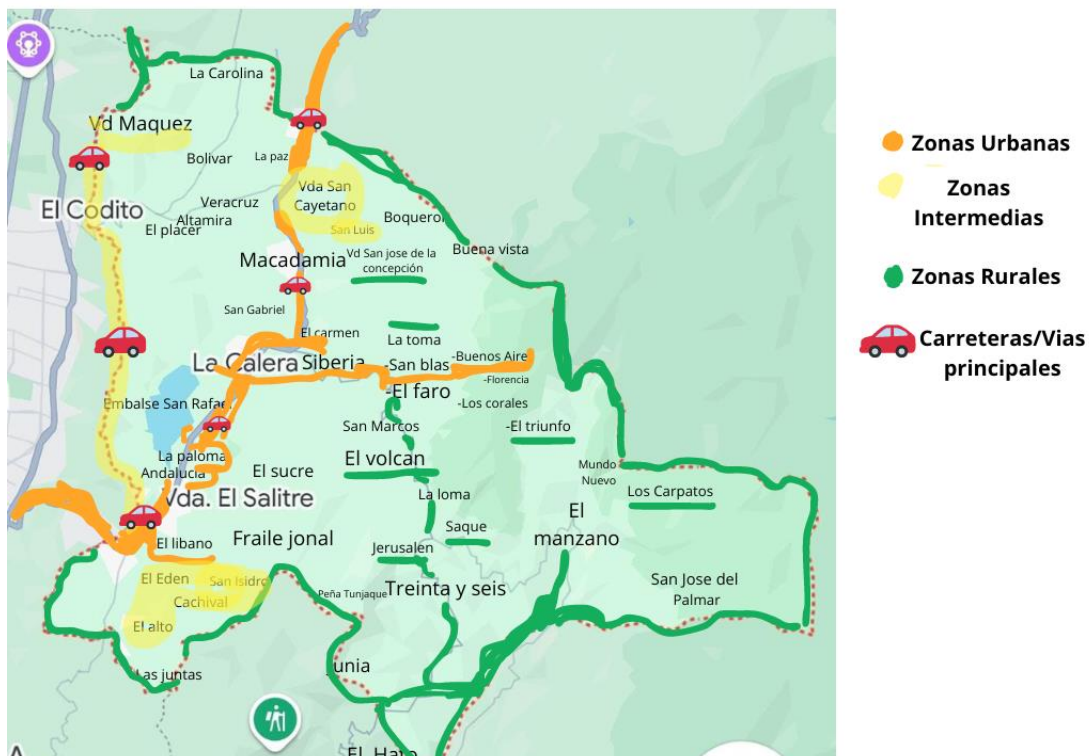 La Carolina
Vd Maquez
Bolivar
La paz
Vda San
Cayetano
Veracruz
Altamira
El Codito
El placer
San Luis
Boqueron
Buena vista
Macadamia
Vd San jose de la
concepción
San Gabriel
El carmen
La toma
La Calera
Siberia
-San blas
-Buenos Aire
-Florencia
-El faro
-Los corales
Embalse San Rafael
San Marcos
-El triunfo
La paloma
Andalucia
El sucre
El volcan
Mundo
Nuevo
Los Carpatos
La loma
Vda. El Salitre
El
manzano
Saque
El libano
Fraile jonal
Jerusalen
El Eden
San Isidro
Cachival
Peña Tunjaque
Treinta y seis
San Jose del
Palmar
El alto
Las juntas
Junia
El Hato
A
Zonas Urbanas
Zonas
Intermedias
Zonas Rurales
Carreteras/Vias
principales